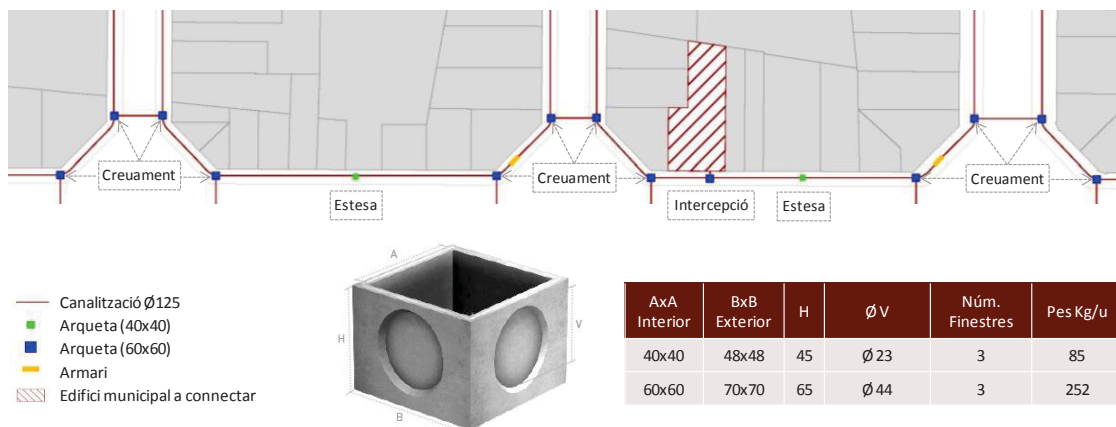 Creuament
Estesa
Creuament
Intercepció
Estesa
Creuament
Canalització Ø125
Arqueta (40x40)
Arqueta (60x60)
Armari
Edifici municipal a connectar
A
H
V
B
AxA Interior BxB Exterior H Ø V Núm. Finestres Pes Kg/u
40x40 48x48 45 Ø 23 3 85
60x60 70x70 65 Ø 44 3 252